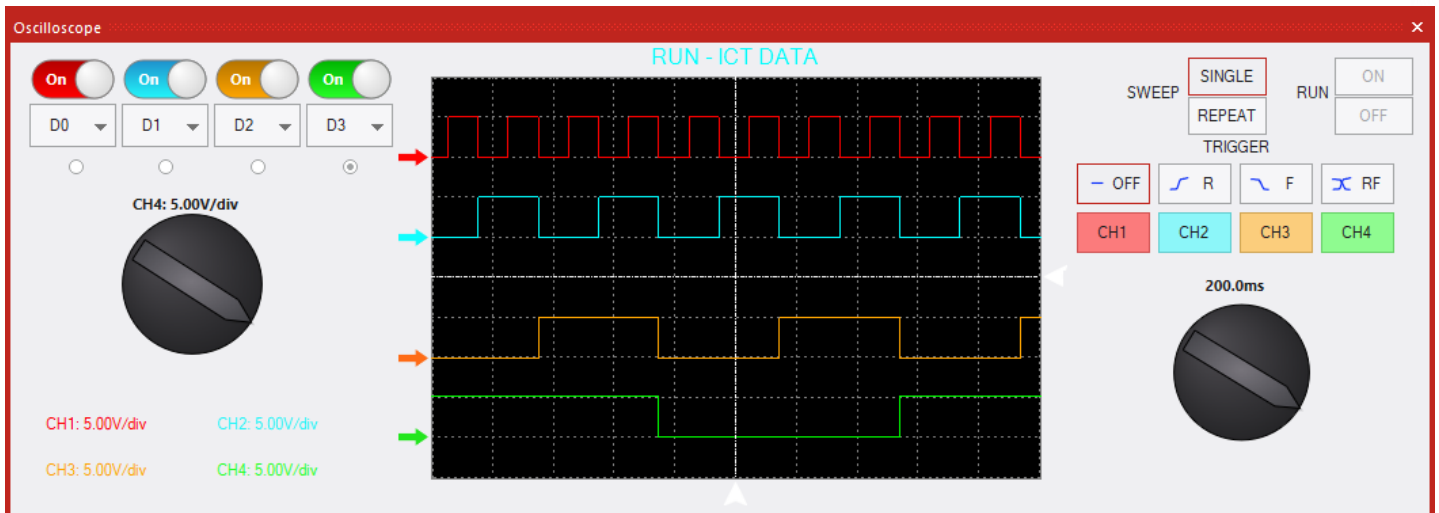 Oscilloscope
RUN - ICT DATA
On On On On
D0 D1 D2 D3
CH4: 5.00V/div
CH1: 5.00V/div CH2: 5.00V/div
CH3: 5.00V/div CH4: 5.00V/div
SWEEP SINGLE RUN ON
REPEAT OFF
TRIGGER
OFF R F RF
CH1 CH2 CH3 CH4
200.0ms